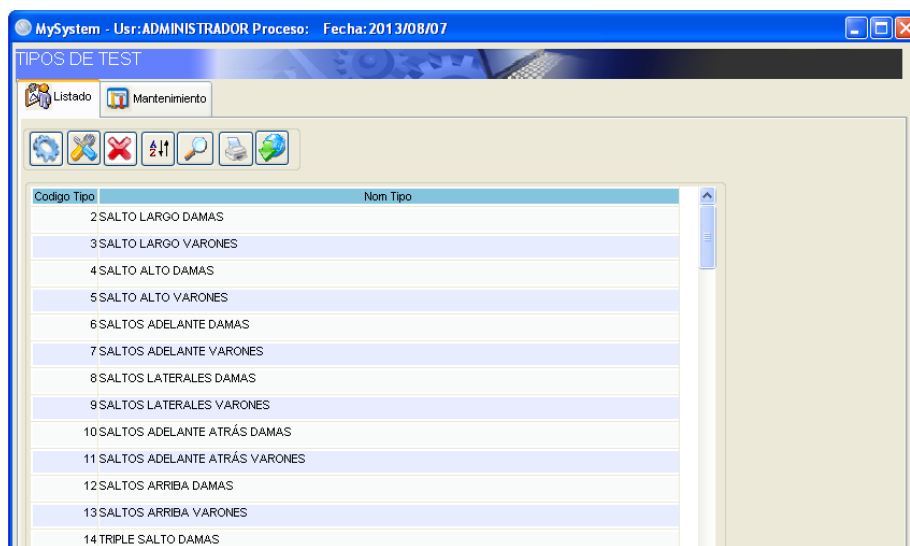 MySystem - Usr:ADMINISTRADOR Proceso: Fecha:2013/08/07
TIPOS DE TEST
Listado Mantenimiento
Codigo Tipo Nom Tipo
2 SALTO LARGO DAMAS
3 SALTO LARGO VARONES
4 SALTO ALTO DAMAS
5 SALTO ALTO VARONES
6 SALTOS ADELANTE DAMAS
7 SALTOS ADELANTE VARONES
8 SALTOS LATERALES DAMAS
9 SALTOS LATERALES VARONES
10 SALTOS ADELANTE ATRÁS DAMAS
11 SALTOS ADELANTE ATRÁS VARONES
12 SALTOS ARRIBA DAMAS
13 SALTOS ARRIBA VARONES
14 TRIPLE SALTO DAMAS